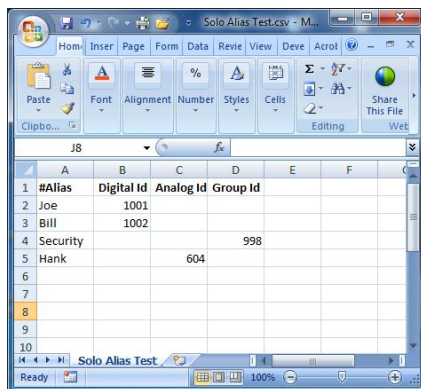 Solo Alias Test.csv - M...
Hom Inser Page Form Data Revie View Deve Acrol
Paste Font Alignment Number Styles Cells Share This File
Clipbo... Editing Web
J8 fx
A B C D E F
1 #Alias Digital Id Analog Id Group Id
2 Joe 1001
3 Bill 1002
4 Security 998
5 Hank 604
6
7
8
9
10
Solo Alias Test
Ready 100%